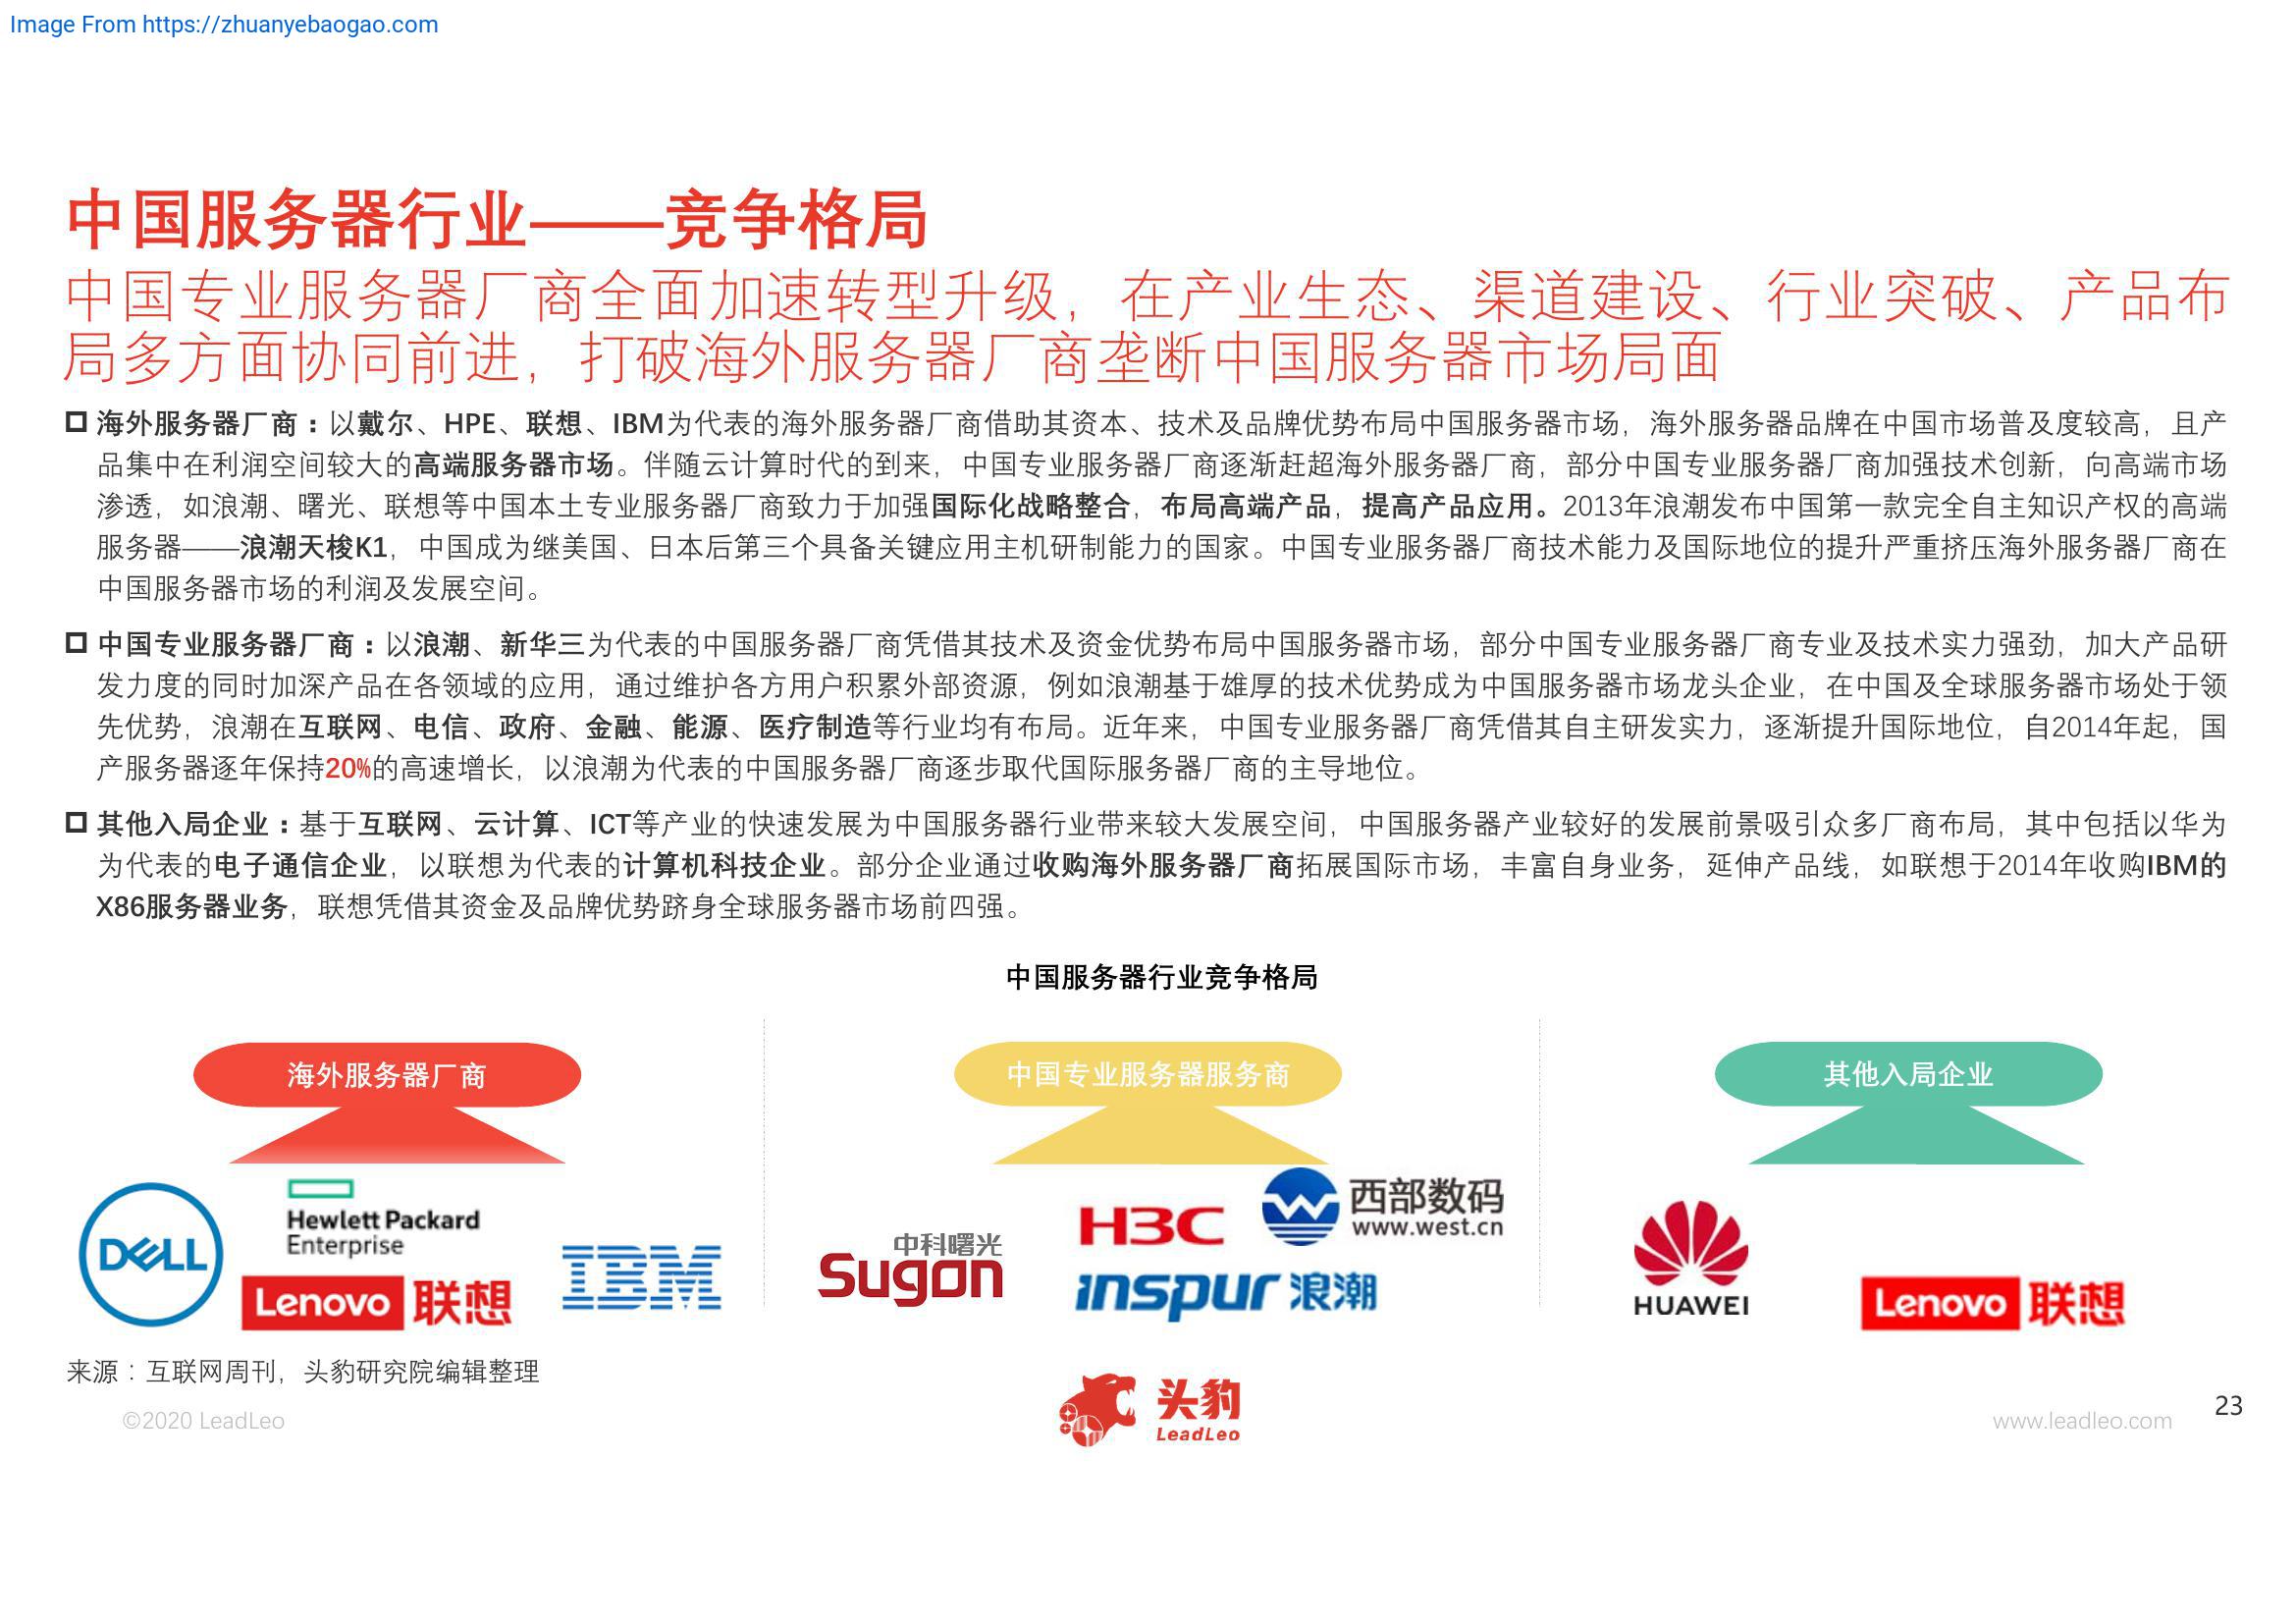 Image From https://zhuanyebaogao.com
中国服务器行业——竞争格局
中国专业服务器厂商全面加速转型升级，在产业生态、渠道建设、行业突破、产品布
局多方面协同前进，打破海外服务器厂商垄断中国服务器市场局面
海外服务器厂商：以戴尔、HPE、联想、IBM为代表的海外服务器厂商借助其资本、技术及品牌优势布局中国服务器市场，海外服务器品牌在中国市场普及度较高，且产
品集中在利润空间较大的高端服务器市场。伴随云计算时代的到来，中国专业服务器厂商逐渐赶超海外服务器厂商，部分中国专业服务器厂商加强技术创新，向高端市场
渗透，如浪潮、曙光、联想等中国本土专业服务器厂商致力于加强国际化战略整合，布局高端产品，提高产品应用。2013年浪潮发布中国第一款完全自主知识产权的高端
服务器——浪潮天梭K1，中国成为继美国、日本后第三个具备关键应用主机研制能力的国家。中国专业服务器厂商技术能力及国际地位的提升严重挤压海外服务器厂商在
中国服务器市场的利润及发展空间。
中国专业服务器厂商：以浪潮、新华三为代表的中国服务器厂商凭借其技术及资金优势布局中国服务器市场，部分中国专业服务器厂商专业及技术实力强劲，加大产品研
发力度的同时加深产品在各领域的应用，通过维护各方用户积累外部资源，例如浪潮基于雄厚的技术优势成为中国服务器市场龙头企业，在中国及全球服务器市场处于领
先优势，浪潮在互联网、电信、政府、金融、能源、医疗制造等行业均有布局。近年来，中国专业服务器厂商凭借其自主研发实力，逐渐提升国际地位，自2014年起，国
产服务器逐年保持20%的高速增长，以浪潮为代表的中国服务器厂商逐步取代国际服务器厂商的主导地位。
其他入局企业：基于互联网、云计算、ICT等产业的快速发展为中国服务器行业带来较大发展空间，中国服务器产业较好的发展前景吸引众多厂商布局，其中包括以华为
为代表的电子通信企业，以联想为代表的计算机科技企业。部分企业通过收购海外服务器厂商拓展国际市场，丰富自身业务，延伸产品线，如联想于2014年收购IBM的
X86服务器业务，联想凭借其资金及品牌优势跻身全球服务器市场前四强。
中国服务器行业竞争格局
海外服务器厂商
DELL
Hewlett Packard
Enterprise
Lenovo 联想
IBM
中国专业服务器服务商
中科曙光
Sugon
H3C
西部数码
www.west.cn
inspur 浪潮
其他入局企业
HUAWEI
Lenovo 联想
来源：互联网周刊，头豹研究院编辑整理
©2020 LeadLeo
头豹
LeadLeo
www.leadleo.com
23